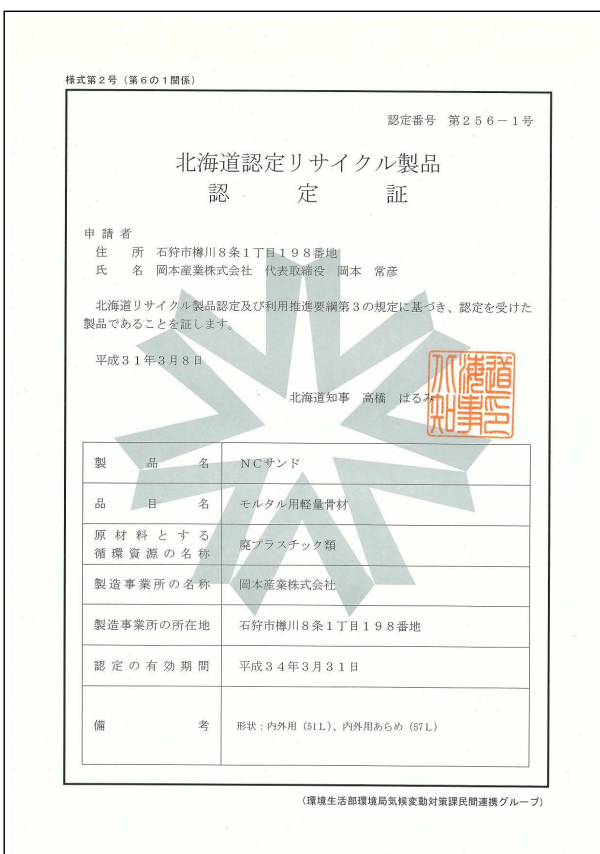 様式第2号（第6の1関係）
認定番号　第256－1号
北海道認定リサイクル製品
認　定　証
申請者
住　所　石狩市樽川8条1丁目198番地
氏　名　岡本産業株式会社　代表取締役　岡本　常彦
北海道リサイクル製品認定及び利用推進要綱第3の規定に基づき、認定を受けた
製品であることを証します。
平成31年3月8日
北海道知事　高橋　はるみ
製品名　NCサンド
品目名　モルタル用軽量骨材
原材料とする
循環資源の名称　廃プラスチック類
製造事業所の名称　岡本産業株式会社
製造事業所の所在地　石狩市樽川8条1丁目198番地
認定の有効期間　平成34年3月31日
備考　形状：内外用（51L）、内外用あらめ（57L）
（環境生活部環境局気候変動対策課民間連携グループ）